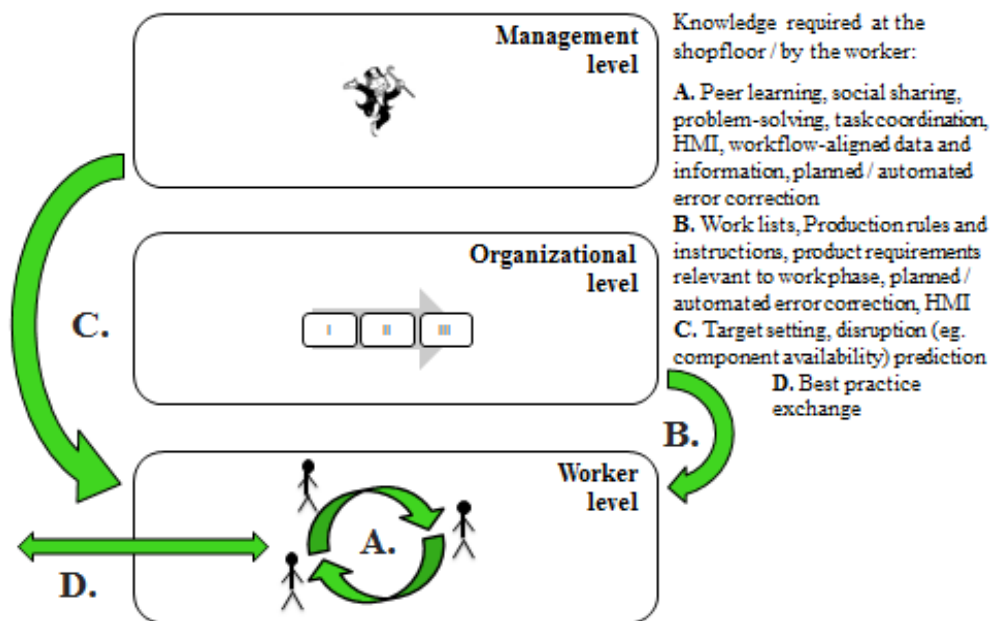 Management
level
Organizational
level
I II III
Worker
level
C.
B.
A.
D.
Knowledge required at the
shopfloor / by the worker:
A. Peer learning, social sharing,
problem-solving, task coordination,
HMI, workflow-aligned data and
information, planned / automated
error correction
B. Work lists, Production rules and
instructions, product requirements
relevant to work phase, planned /
automated error correction, HMI
C. Target setting, disruption (eg.
component availability) prediction
D. Best practice
exchange